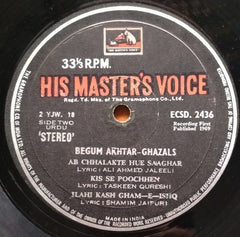 33⅓ R.P.M.
HIS MASTER'S VOICE
Regd. Td. Mks. of The Gramophone Co. Ltd.
2 YJW. 18
SIDE TWO
URDU
'STEREO'
ECSD. 2436
Recording First
Published 1969
BEGUM AKHTAR-GHAZALS
AB CHHALAKTE HUE SAAGHAR
LYRIC: ALI AHMED JALEELI
KIS SE POOCHHEN
LYRIC: TASKEEN QURESHI
ILAHI KASH GHAM-E-ISHQ
LYRIC: SHAMIM JAIPURI
MADE IN INDIA